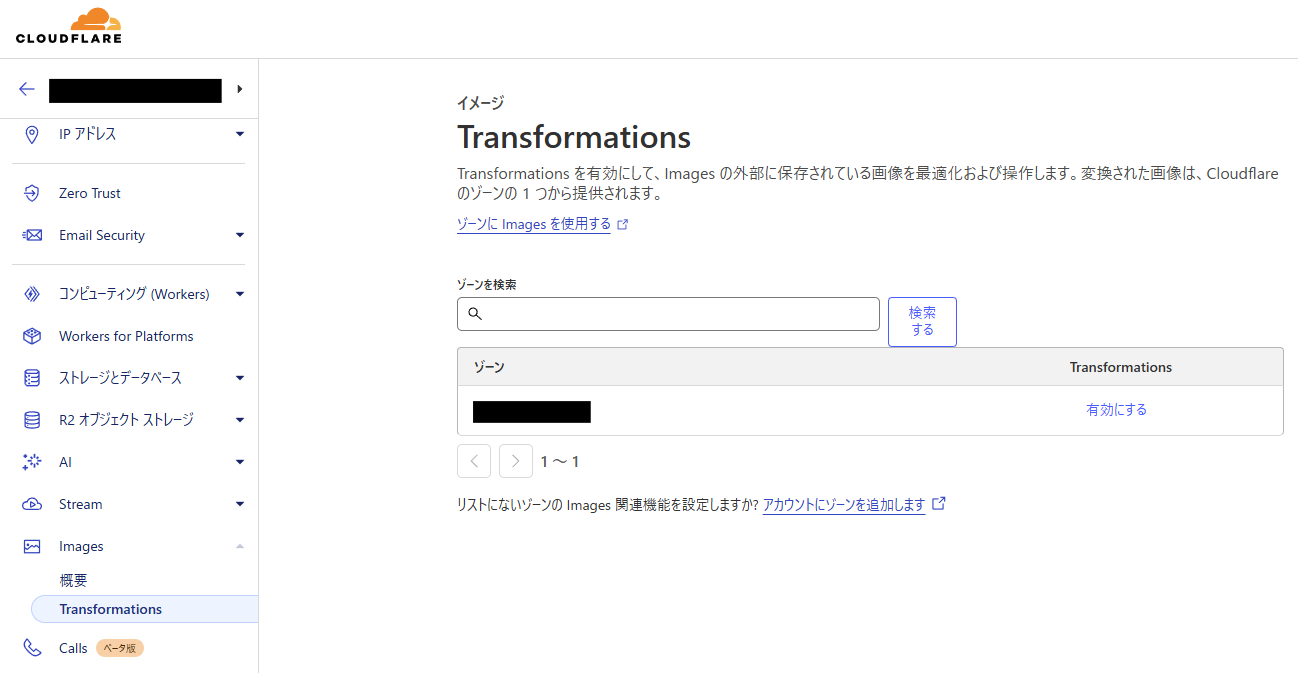 CLOUDFLARE
IP アドレス
Zero Trust
Email Security
コンピューティング (Workers)
Workers for Platforms
ストレージとデータベース
R2 オブジェクト ストレージ
AI
Stream
Images
概要
Transformations
Calls ベータ版
イメージ
Transformations
Transformations を有効にして、Images の外部に保存されている画像を最適化および操作します。変換された画像は、Cloudflare
のゾーンの 1 つから提供されます。
ゾーンに Images を使用する
ゾーンを検索
検索
する
ゾーン Transformations
有効にする
1 〜 1
リストにないゾーンの Images 関連機能を設定しますか? アカウントにゾーンを追加します